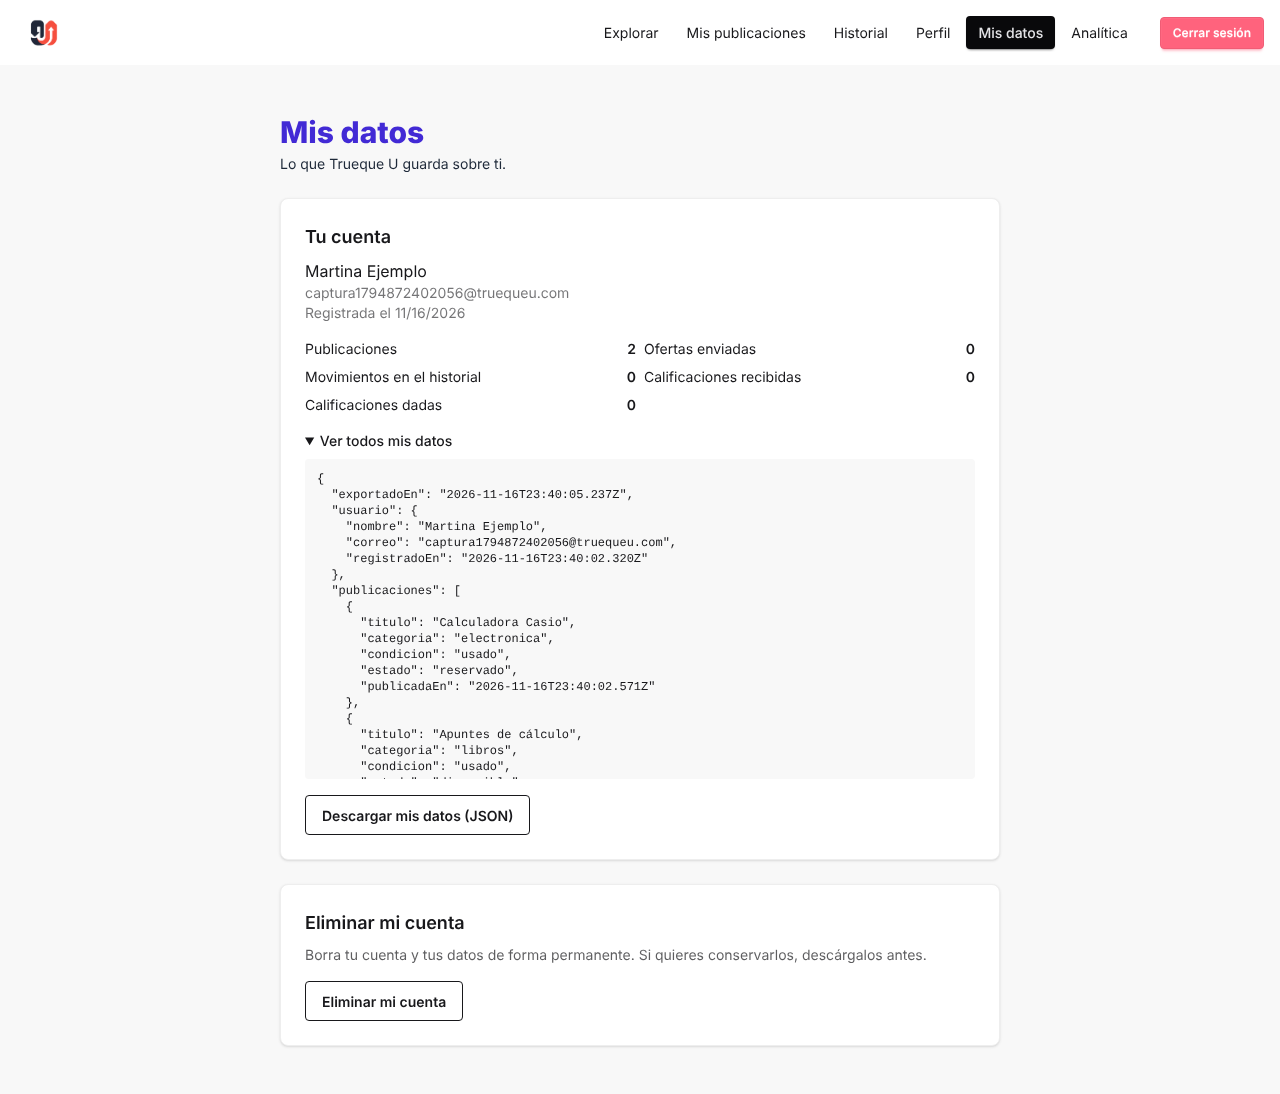 Explorar
Mis publicaciones
Historial
Perfil
Mis datos
Analítica
Cerrar sesión
Mis datos
Lo que Trueque U guarda sobre ti.
Tu cuenta
Martina Ejemplo
captura1794872402056@truequeu.com
Registrada el 11/16/2026
Publicaciones 2 Ofertas enviadas 0
Movimientos en el historial 0 Calificaciones recibidas 0
Calificaciones dadas 0
▼ Ver todos mis datos
{
  "exportadoEn": "2026-11-16T23:40:05.237Z",
  "usuario": {
    "nombre": "Martina Ejemplo",
    "correo": "captura1794872402056@truequeu.com",
    "registradoEn": "2026-11-16T23:40:02.320Z"
  },
  "publicaciones": [
    {
      "titulo": "Calculadora Casio",
      "categoria": "electronica",
      "condicion": "usado",
      "estado": "reservado",
      "publicadaEn": "2026-11-16T23:40:02.571Z"
    },
    {
      "titulo": "Apuntes de cálculo",
      "categoria": "libros",
      "condicion": "usado",
Descargar mis datos (JSON)
Eliminar mi cuenta
Borra tu cuenta y tus datos de forma permanente. Si quieres conservarlos, descárgalos antes.
Eliminar mi cuenta